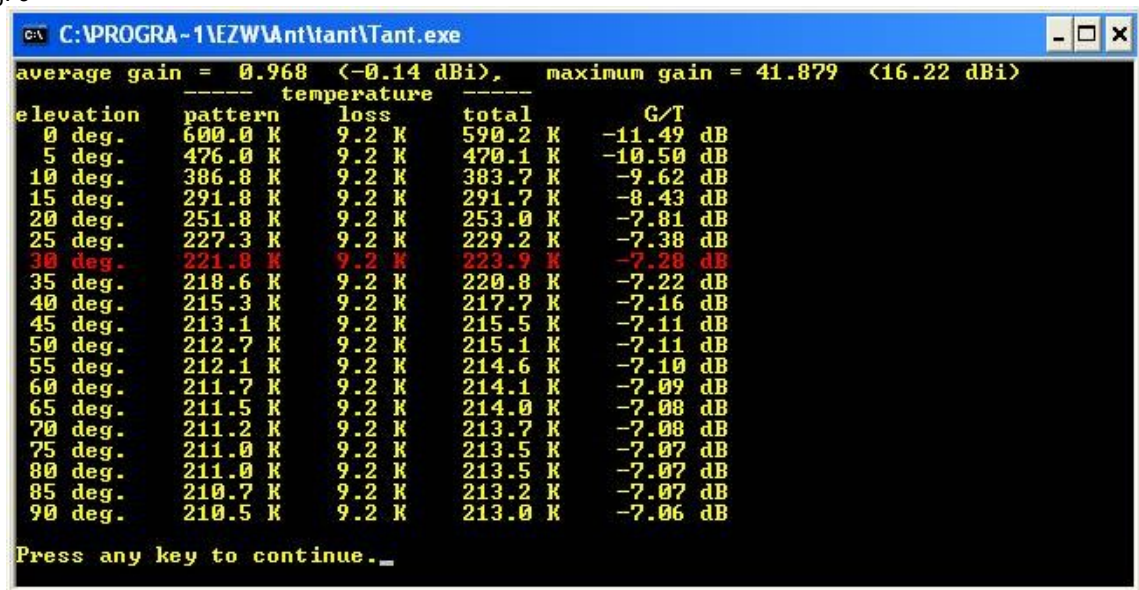 C:\PROGRA~1\EZW\Ant\tant\Tant.exe
average gain = 0.968 (-0.14 dBi), maximum gain = 41.879 (16.22 dBi)
----- temperature -----
elevation pattern loss total G/T
0 deg. 600.0 K 9.2 K 590.2 K -11.49 dB
5 deg. 476.0 K 9.2 K 470.1 K -10.50 dB
10 deg. 386.8 K 9.2 K 383.7 K -9.62 dB
15 deg. 291.8 K 9.2 K 291.7 K -8.43 dB
20 deg. 251.8 K 9.2 K 253.0 K -7.81 dB
25 deg. 227.3 K 9.2 K 229.2 K -7.38 dB
30 deg. 221.8 K 9.2 K 223.9 K -7.28 dB
35 deg. 218.6 K 9.2 K 220.8 K -7.22 dB
40 deg. 215.3 K 9.2 K 217.7 K -7.16 dB
45 deg. 213.1 K 9.2 K 215.5 K -7.11 dB
50 deg. 212.7 K 9.2 K 215.1 K -7.11 dB
55 deg. 212.1 K 9.2 K 214.6 K -7.10 dB
60 deg. 211.7 K 9.2 K 214.1 K -7.09 dB
65 deg. 211.5 K 9.2 K 214.0 K -7.08 dB
70 deg. 211.2 K 9.2 K 213.7 K -7.08 dB
75 deg. 211.0 K 9.2 K 213.5 K -7.07 dB
80 deg. 211.0 K 9.2 K 213.5 K -7.07 dB
85 deg. 210.7 K 9.2 K 213.2 K -7.07 dB
90 deg. 210.5 K 9.2 K 213.0 K -7.06 dB
Press any key to continue._